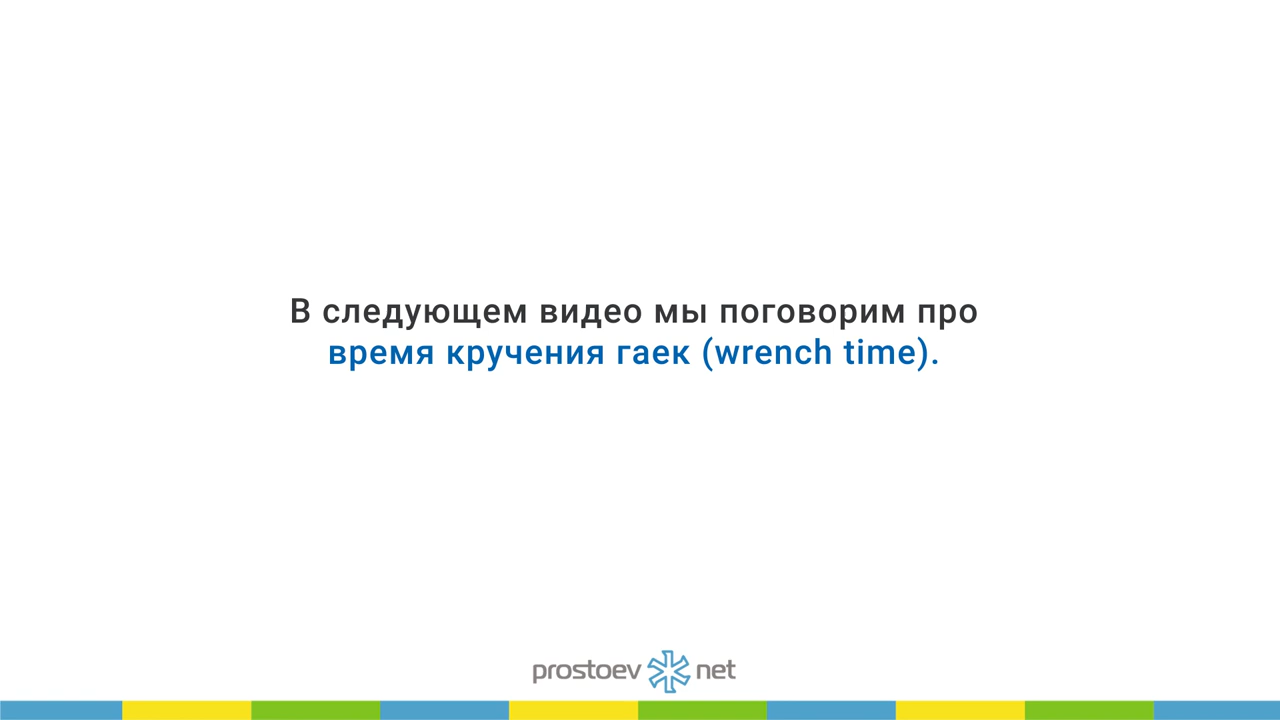 В следующем видео мы поговорим про
время кручения гаек (wrench time).
prostoev net